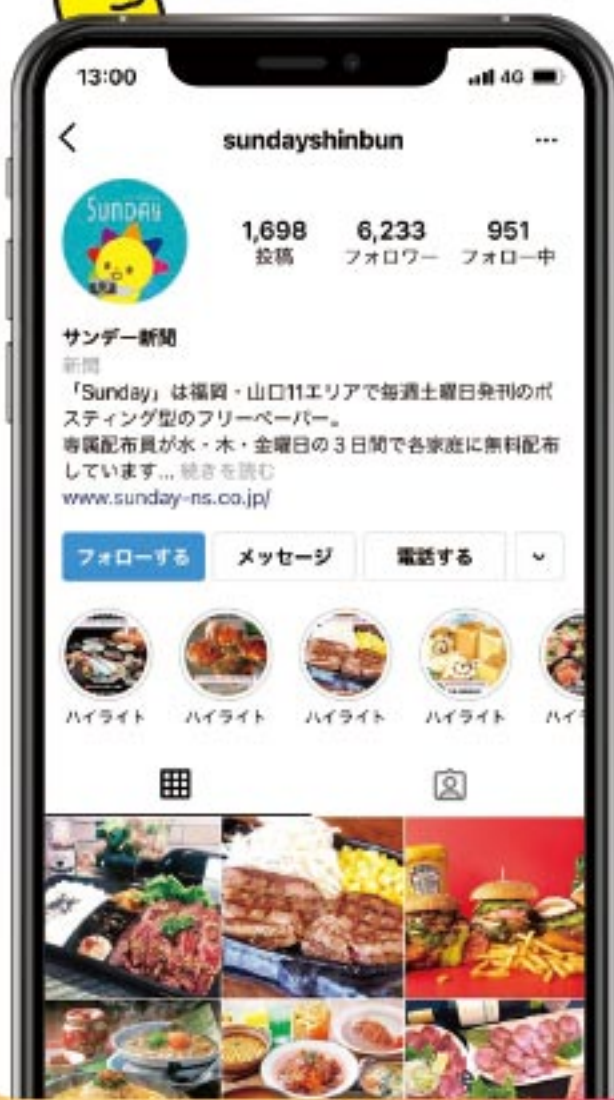 13:00
4G
sundayshinbun
...
SUNDAY
1,698
投稿
6,233
フォロワー
951
フォロー中
サンデー新聞
新聞
「Sunday」は福岡・山口11エリアで毎週土曜日発刊のポ
スティング型のフリーペーパー。
専属配布員が水・木・金曜日の3日間で各家庭に無料配布
しています... 続きを読む
www.sunday-ns.co.jp/
フォローする
メッセージ
電話する
ハイライト
ハイライト
ハイライト
ハイライト
ハイラ